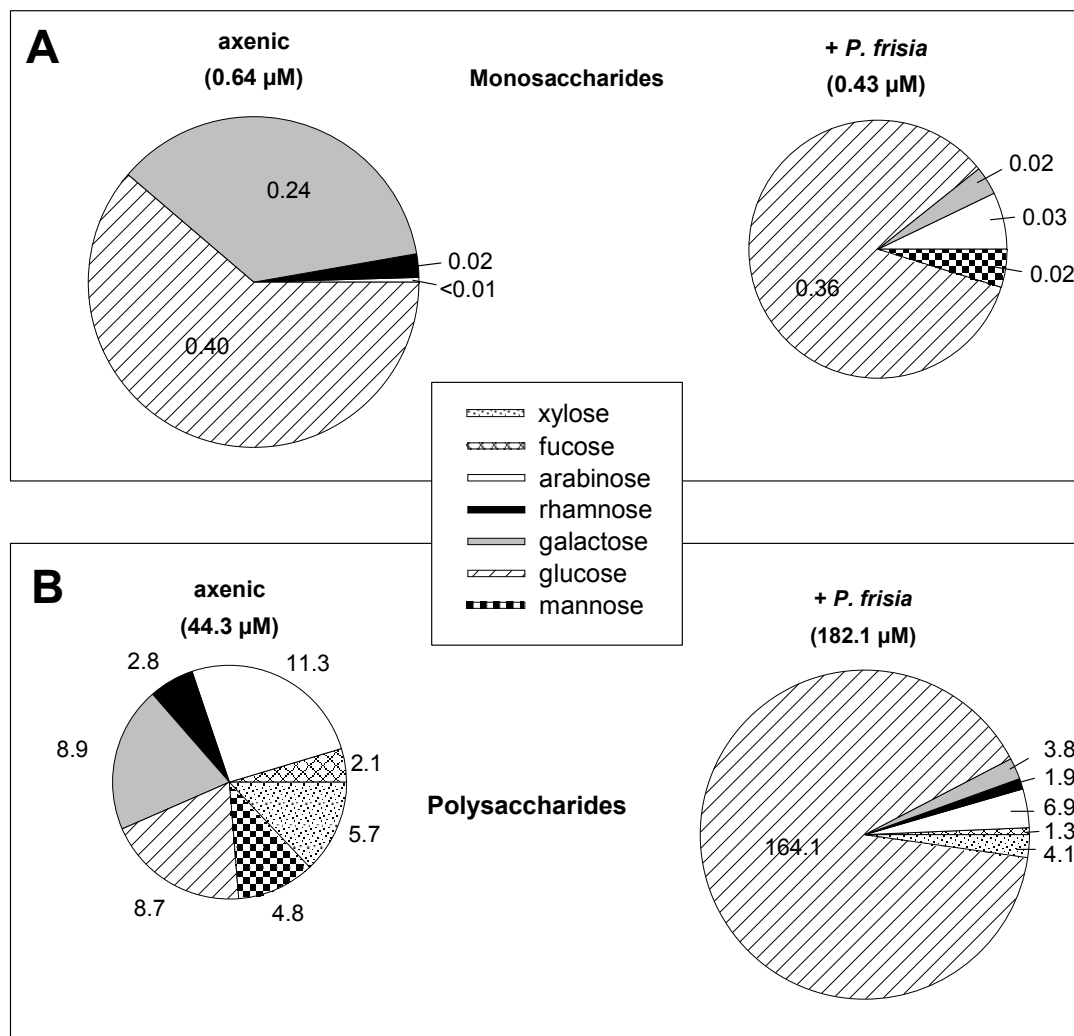 A
axenic
(0.64 µM)
Monosaccharides
+ P. frisia
(0.43 µM)
0.24
0.02
<0.01
0.40
0.02
0.03
0.02
0.36
xylose
fucose
arabinose
rhamnose
galactose
glucose
mannose
B
axenic
(44.3 µM)
Polysaccharides
+ P. frisia
(182.1 µM)
2.8
11.3
8.9
2.1
5.7
8.7
4.8
3.8
1.9
6.9
1.3
4.1
164.1